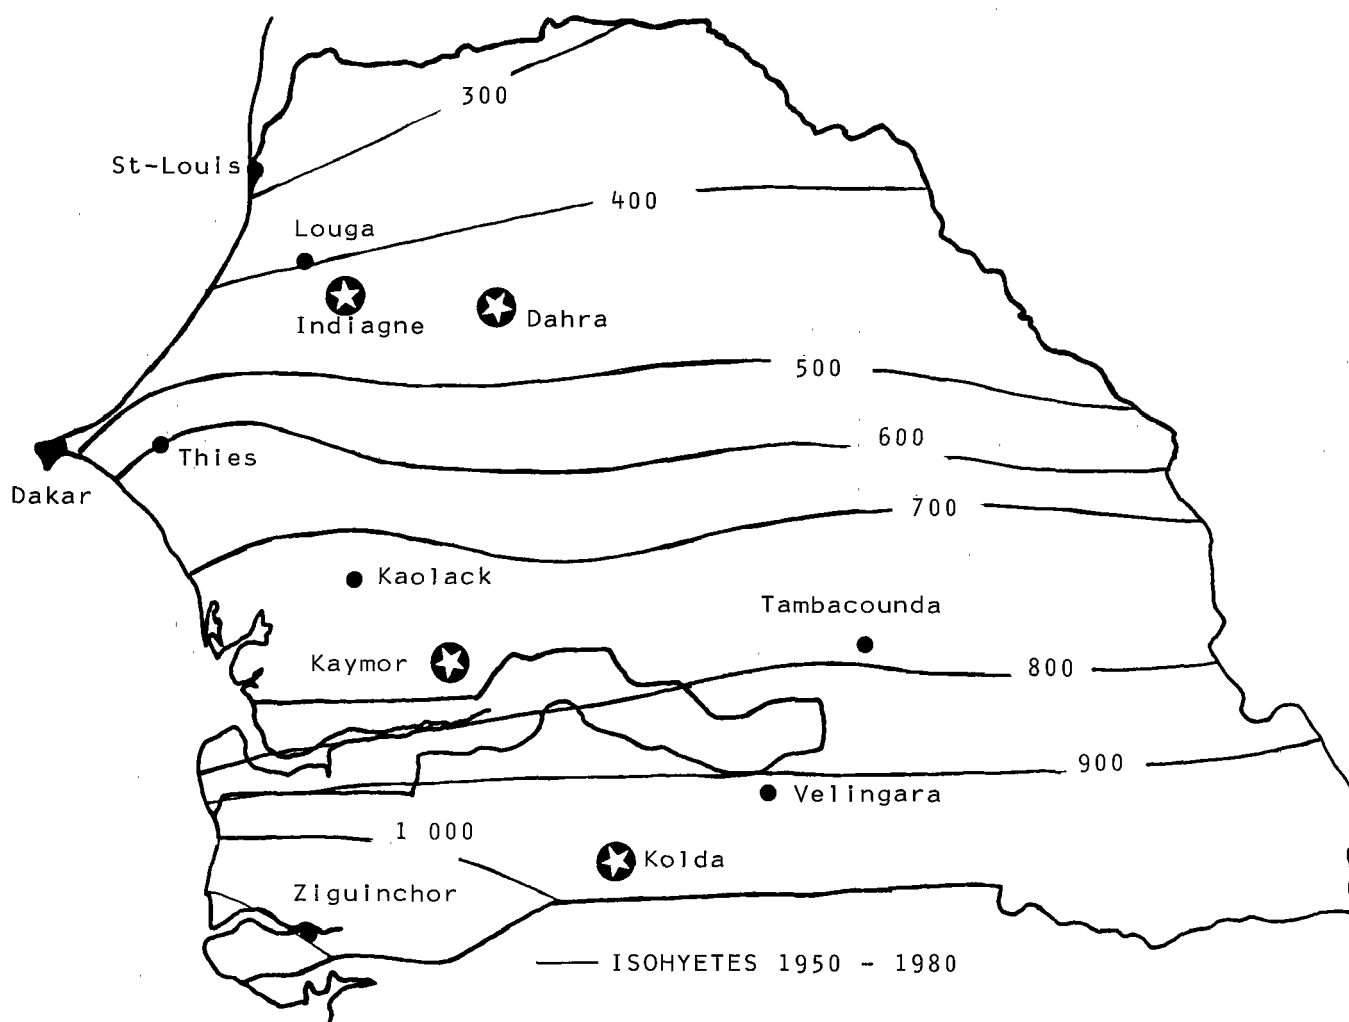 300
St-Louis
400
Louga
Indiagne
Dahra
500
600
Thies
Dakar
700
Kaolack
Tambacounda
Kaymor
800
900
Velingara
1 000
Kolda
Ziguinchor
ISOHYETES 1950 - 1980